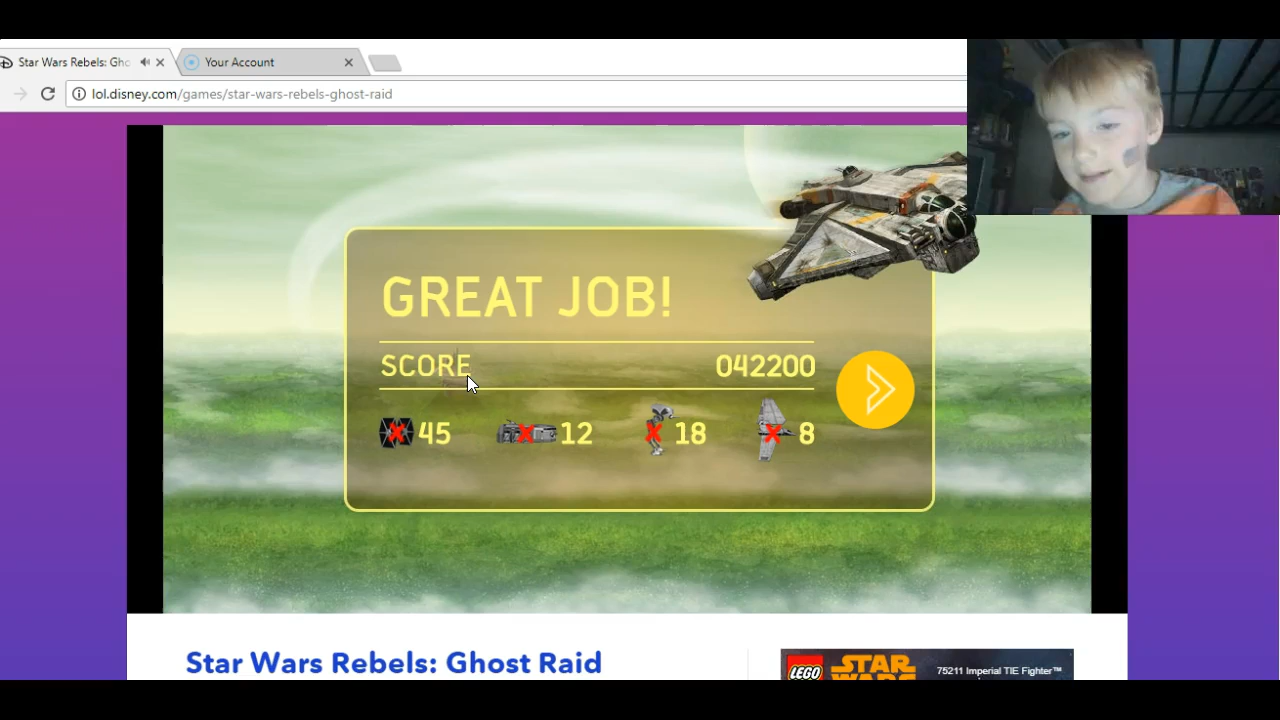 Star Wars Rebels: Gho
Your Account
lol.disney.com/games/star-wars-rebels-ghost-raid
GREAT JOB!
SCORE 042200
45 12 18 8
Star Wars Rebels: Ghost Raid
LEGO STAR WARS 75211 Imperial TIE Fighter™